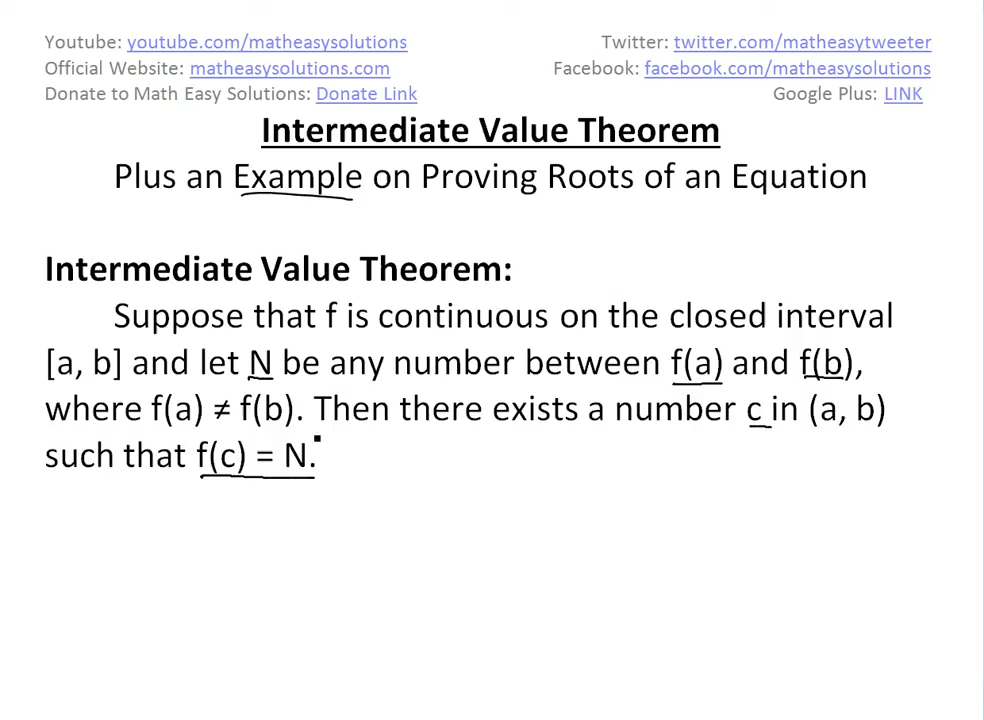 Youtube: youtube.com/matheasysolutions
Twitter: twitter.com/matheasytweeter
Official Website: matheasysolutions.com
Facebook: facebook.com/matheasysolutions
Donate to Math Easy Solutions: Donate Link
Google Plus: LINK
Intermediate Value Theorem
Plus an Example on Proving Roots of an Equation
Intermediate Value Theorem:
Suppose that f is continuous on the closed interval
[a, b] and let N be any number between f(a) and f(b),
where f(a) ≠ f(b). Then there exists a number c in (a, b)
such that f(c) = N.